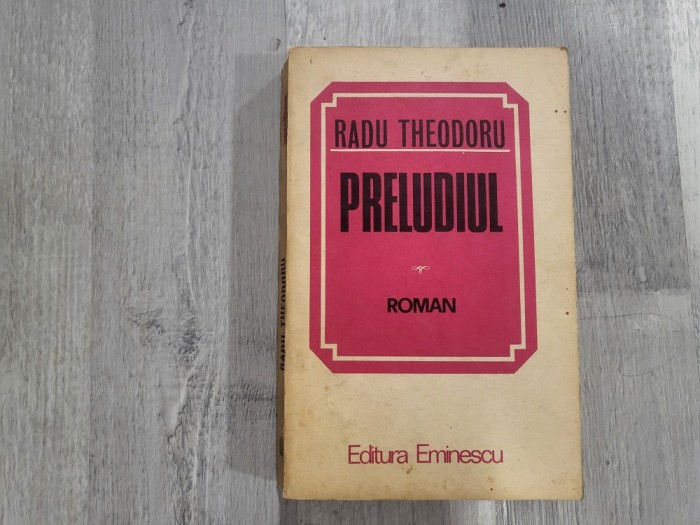 RADU THEODORU
PRELUDIUL
ROMAN
Editura Eminescu
RADU THEODORU